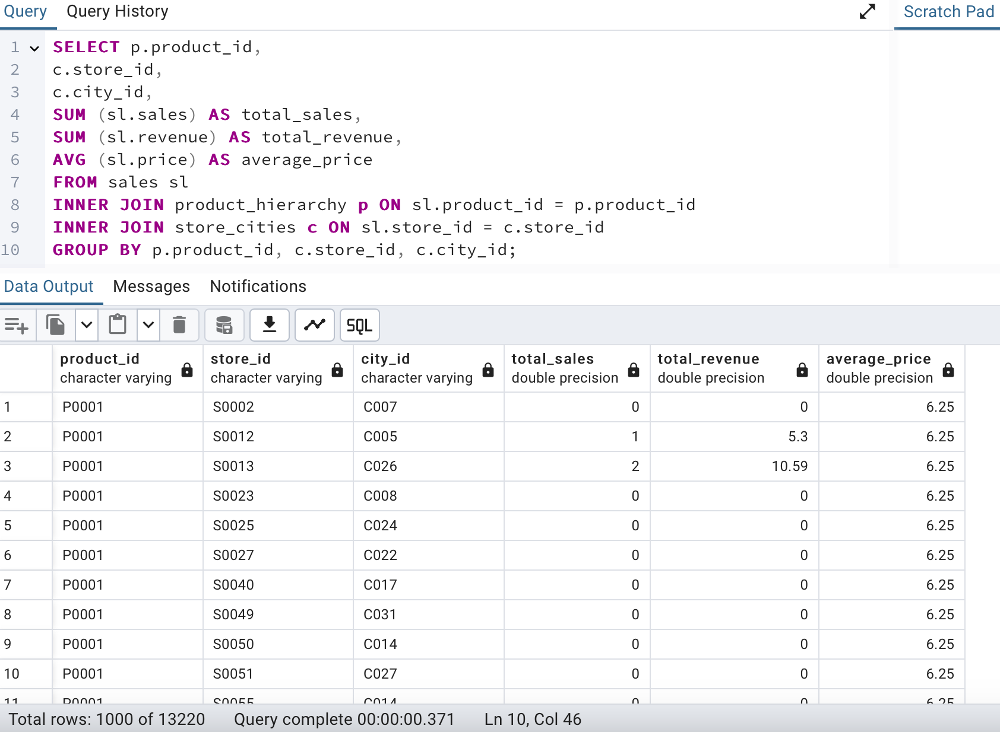 Query Query History Scratch Pad
1 SELECT p.product_id,
2 c.store_id,
3 c.city_id,
4 SUM (sl.sales) AS total_sales,
5 SUM (sl.revenue) AS total_revenue,
6 AVG (sl.price) AS average_price
7 FROM sales sl
8 INNER JOIN product_hierarchy p ON sl.product_id = p.product_id
9 INNER JOIN store_cities c ON sl.store_id = c.store_id
10 GROUP BY p.product_id, c.store_id, c.city_id;
Data Output Messages Notifications
SQL
product_id store_id city_id total_sales total_revenue average_price
character varying character varying character varying double precision double precision double precision
1 P0001 S0002 C007 0 0 6.25
2 P0001 S0012 C005 1 5.3 6.25
3 P0001 S0013 C026 2 10.59 6.25
4 P0001 S0023 C008 0 0 6.25
5 P0001 S0025 C024 0 0 6.25
6 P0001 S0027 C022 0 0 6.25
7 P0001 S0040 C017 0 0 6.25
8 P0001 S0049 C031 0 0 6.25
9 P0001 S0050 C014 0 0 6.25
10 P0001 S0051 C027 0 0 6.25
11 P0001 S0055 C014 0 0 6.25
Total rows: 1000 of 13220 Query complete 00:00:00.371 Ln 10, Col 46